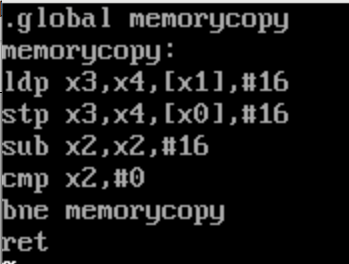 .global memorycopy
memorycopy:
ldp x3,x4,[x1],#16
stp x3,x4,[x0],#16
sub x2,x2,#16
cmp x2,#0
bne memorycopy
ret